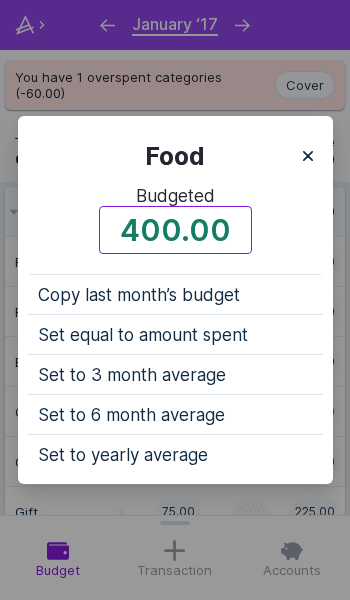 January ‘17
You have 1 overspent categories
(-60.00)
Cover
Food
Budgeted
400.00
Copy last month’s budget
Set equal to amount spent
Set to 3 month average
Set to 6 month average
Set to yearly average
Gift 75.00 0.00 225.00
Budget Transaction Accounts